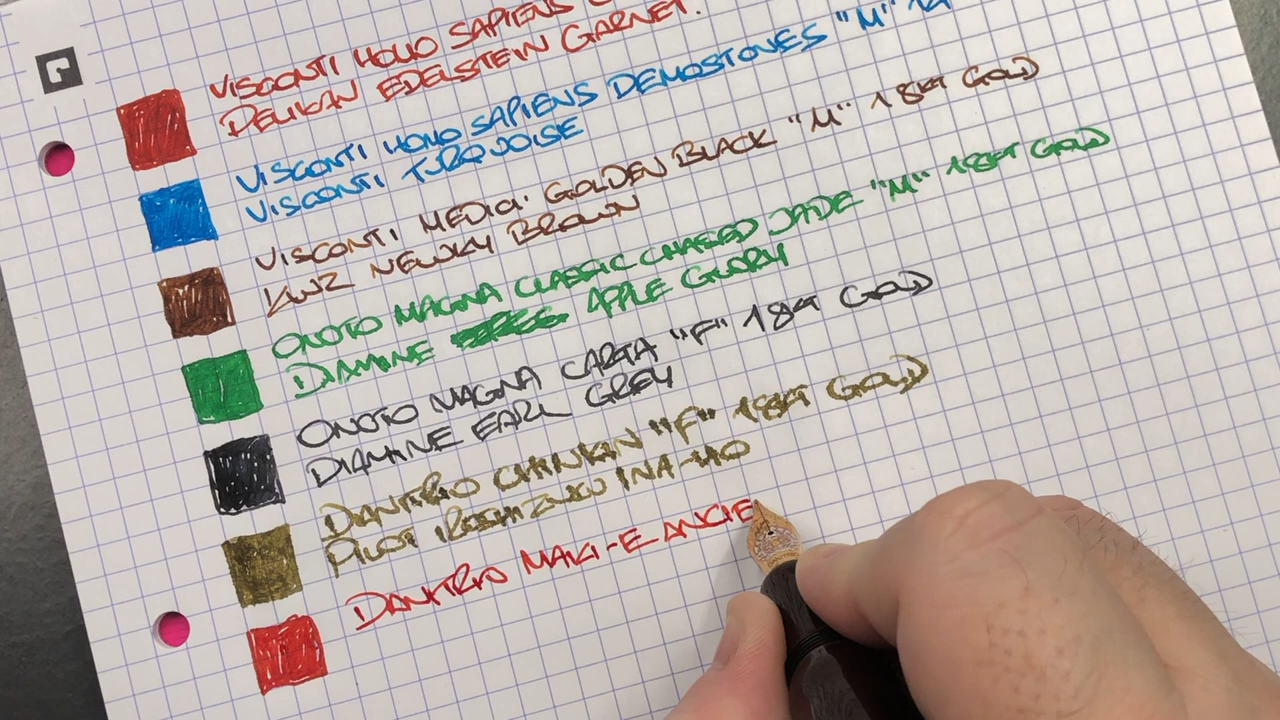 VISCONTI HOMO SAPIENS
PELIKAN EDELSTEIN GARNET.
VISCONTI HOMO SAPIENS DEMOSTONES "M"
VISCONTI TURQUOISE
VISCONTI MEDICI GOLDEN BLACK "M" 18KT GOLD
KWZ NEWKY BROWN
ONOTO MAGNA CLASSIC CHASED JADE "M" 18KT GOLD
DIAMINE APPLE GLORY
ONOTO MAGNA CARTA "F" 18KT GOLD
DIAMINE EARL GREY
DANITRIO CHINKIN "F" 18KT GOLD
PILOT IROSHIZUKU INA-HO
DANITRIO MAKI-E ANCIE